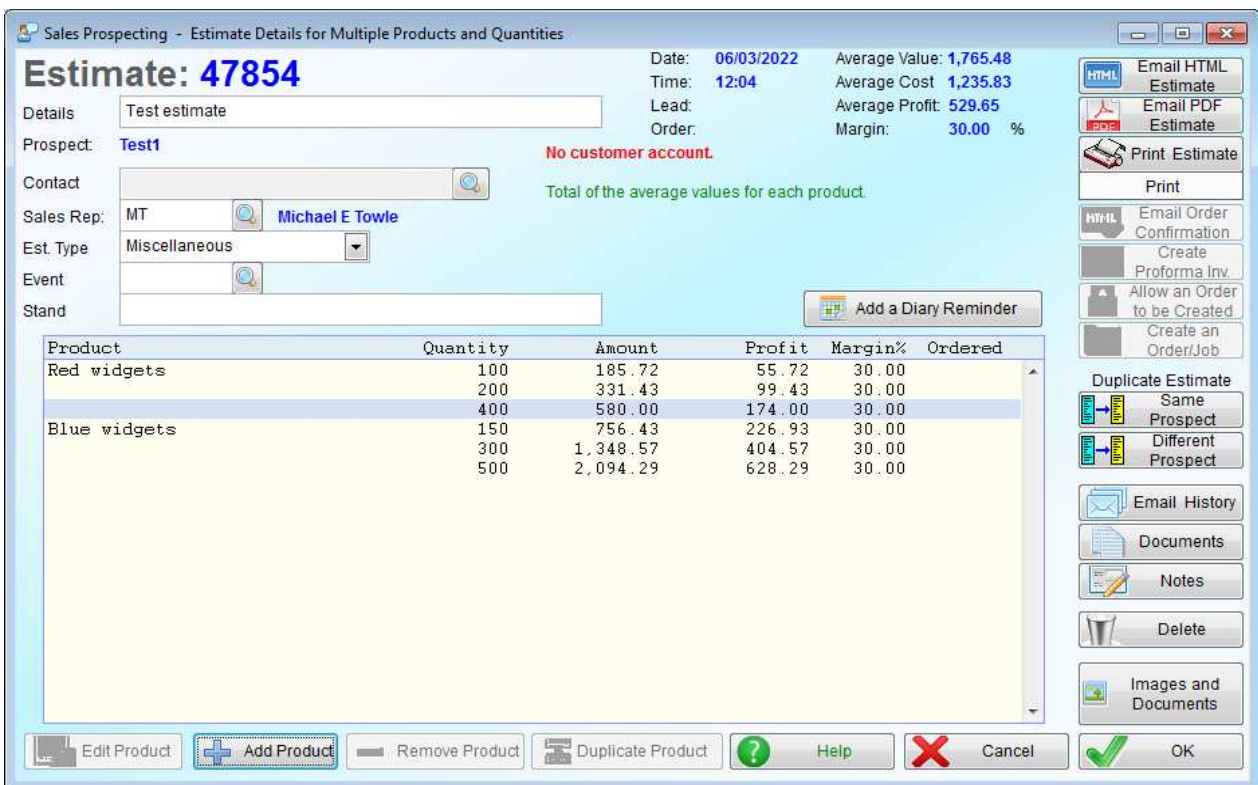 Sales Prospecting - Estimate Details for Multiple Products and Quantities
Estimate: 47854
Date: 06/03/2022 Average Value: 1,765.48
Time: 12:04 Average Cost 1,235.83
Lead: Average Profit: 529.65
Order: Margin: 30.00 %
Details Test estimate
Prospect: Test1
No customer account.
Contact
Total of the average values for each product.
Sales Rep: MT Michael E Towle
Est. Type Miscellaneous
Event
Stand
Add a Diary Reminder
Product Quantity Amount Profit Margin% Ordered
Red widgets 100 185.72 55.72 30.00
200 331.43 99.43 30.00
400 580.00 174.00 30.00
Blue widgets 150 756.43 226.93 30.00
300 1,348.57 404.57 30.00
500 2,094.29 628.29 30.00
HTML Email HTML
Estimate
PDF Email PDF
Estimate
Print Estimate
Print
HTML Email Order
Confirmation
Create
Proforma Inv.
Allow an Order
to be Created
Create an
Order/Job
Duplicate Estimate
Same
Prospect
Different
Prospect
Email History
Documents
Notes
Delete
Images and
Documents
Edit Product Add Product Remove Product Duplicate Product Help Cancel OK